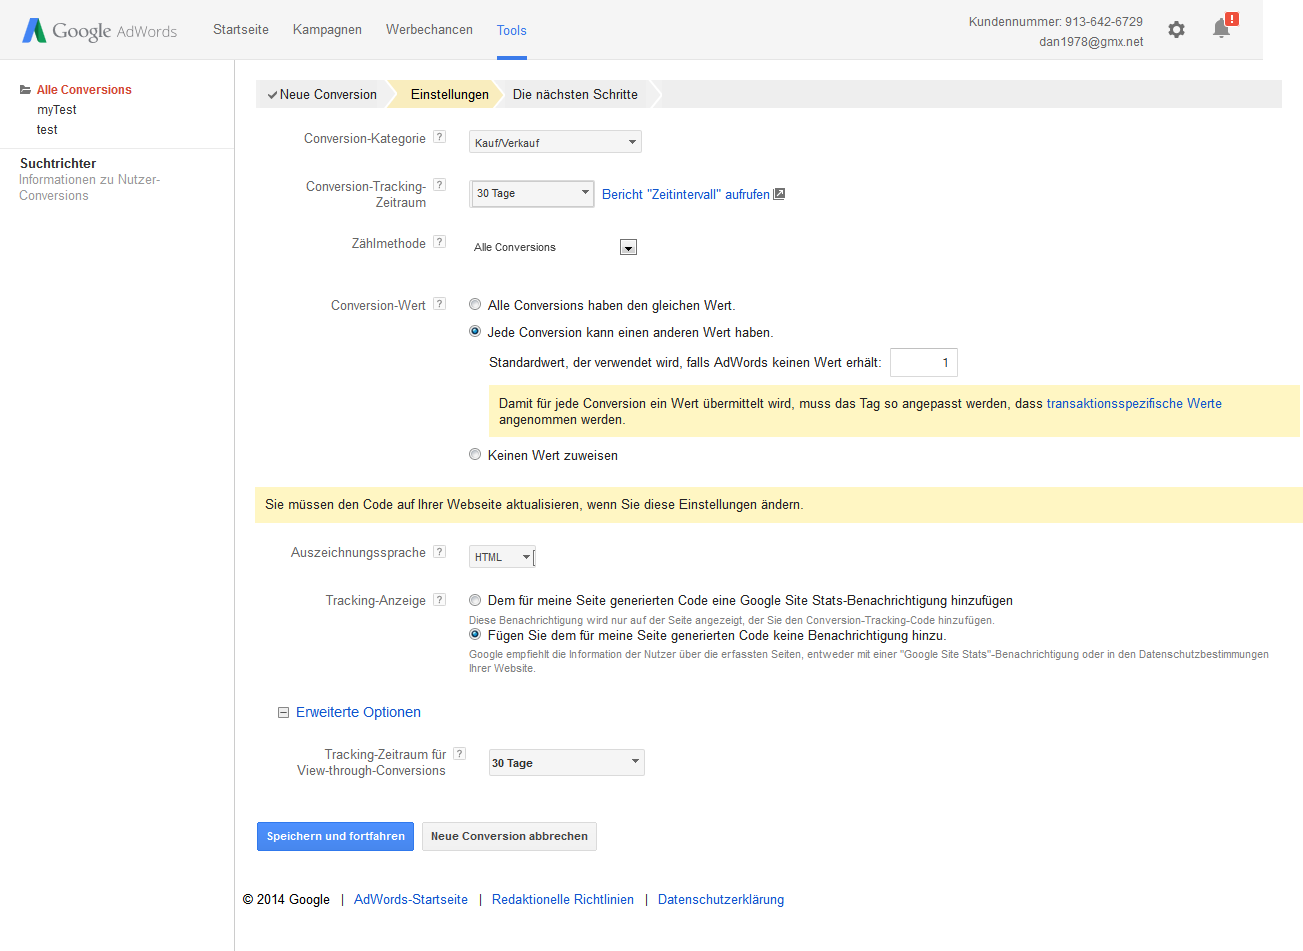 Google AdWords
Startseite Kampagnen Werbechancen Tools
Kundennummer: 913-642-6729
dan1978@gmx.net
!
Alle Conversions
myTest
test
Suchtrichter
Informationen zu Nutzer-
Conversions
Neue Conversion Einstellungen Die nächsten Schritte
Conversion-Kategorie ? Kauf/Verkauf
Conversion-Tracking-
Zeitraum ? 30 Tage Bericht "Zeitintervall" aufrufen
Zählmethode ? Alle Conversions
Conversion-Wert ? Alle Conversions haben den gleichen Wert.
Jede Conversion kann einen anderen Wert haben.
Standardwert, der verwendet wird, falls AdWords keinen Wert erhält: 1
Damit für jede Conversion ein Wert übermittelt wird, muss das Tag so angepasst werden, dass transaktionsspezifische Werte
angenommen werden.
Keinen Wert zuweisen
Sie müssen den Code auf Ihrer Webseite aktualisieren, wenn Sie diese Einstellungen ändern.
Auszeichnungssprache ? HTML
Tracking-Anzeige ? Dem für meine Seite generierten Code eine Google Site Stats-Benachrichtigung hinzufügen
Diese Benachrichtigung wird nur auf der Seite angezeigt, der Sie den Conversion-Tracking-Code hinzufügen.
Fügen Sie dem für meine Seite generierten Code keine Benachrichtigung hinzu.
Google empfiehlt die Information der Nutzer über die erfassten Seiten, entweder mit einer "Google Site Stats"-Benachrichtigung oder in den Datenschutzbestimmungen
Ihrer Website.
Erweiterte Optionen
Tracking-Zeitraum für ?
View-through-Conversions 30 Tage
Speichern und fortfahren Neue Conversion abbrechen
© 2014 Google | AdWords-Startseite | Redaktionelle Richtlinien | Datenschutzerklärung